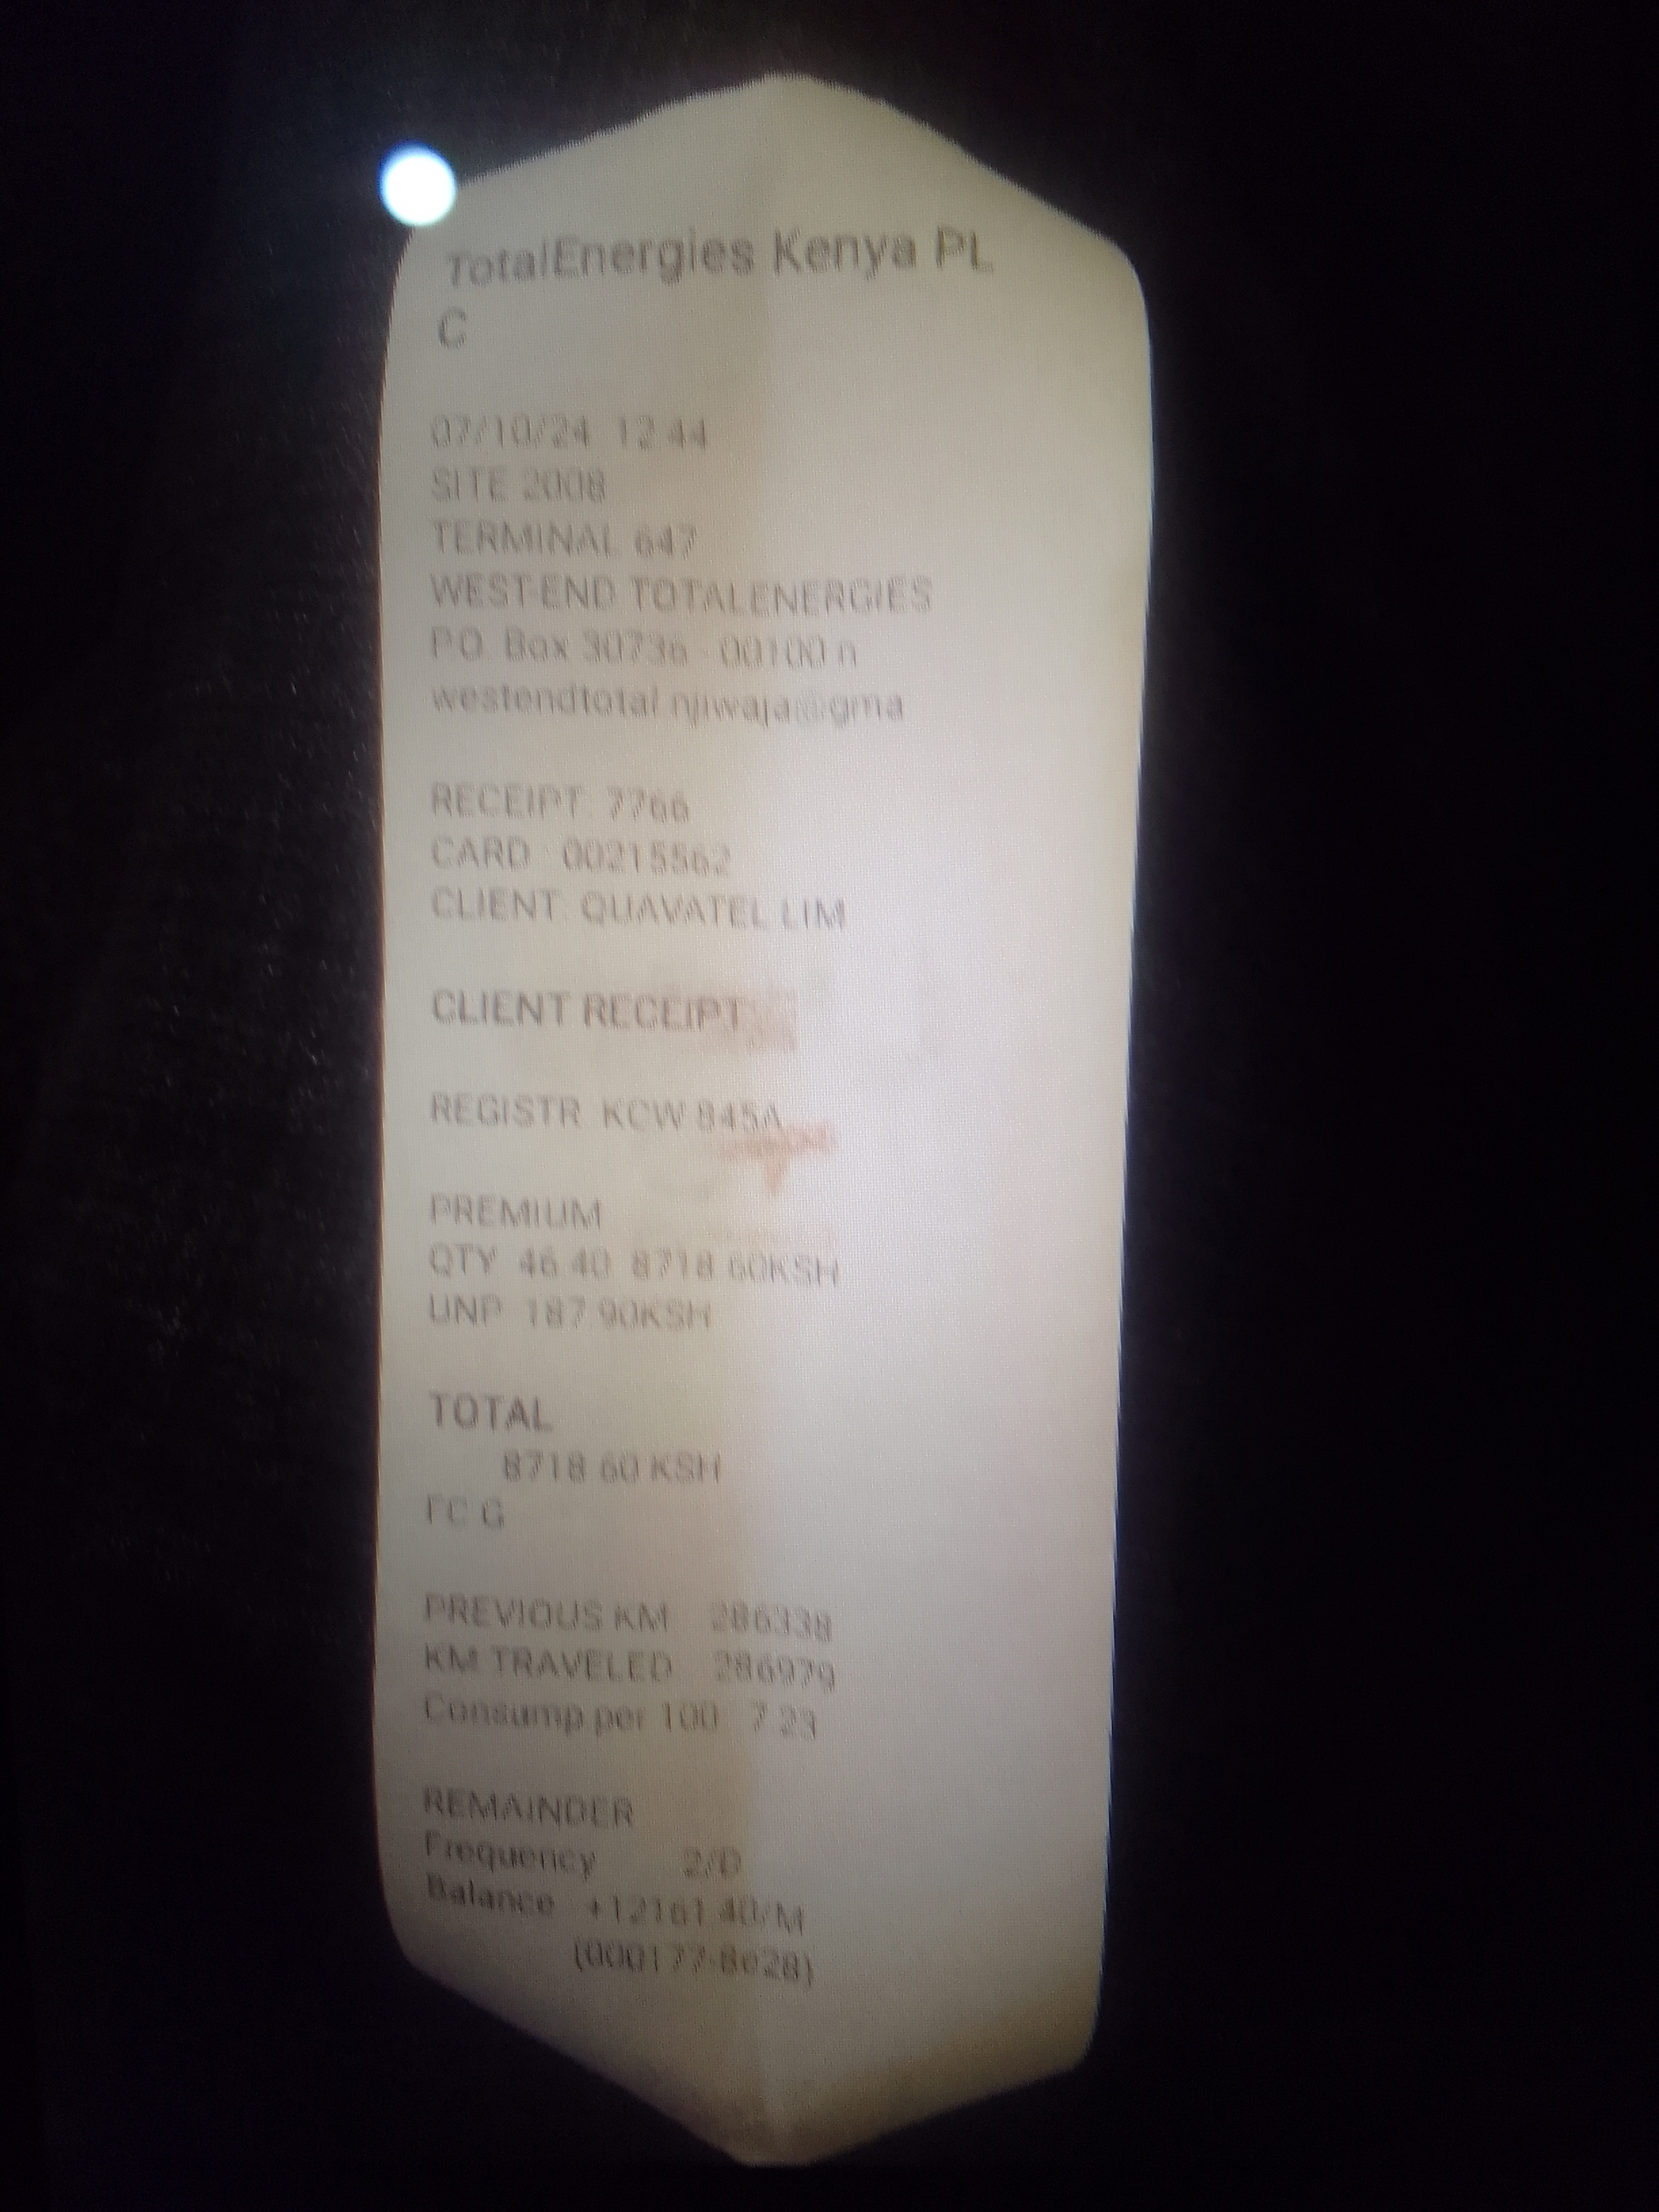 TotalEnergies Kenya PL
C
07/10/24 12:44
SITE 2008
TERMINAL 647
WEST-END TOTALENERGIES
P.O. Box 30736 - 00100 n
westendtotal.njiwaja@gma
RECEIPT: 7766
CARD : 00215562
CLIENT: QUAVATEL LIM
CLIENT RECEIPT
REGISTR: KCW 845A
PREMIUM
QTY: 46.40 8718.60KSH
UNP: 187.90KSH
TOTAL
8718.60 KSH
FC G
PREVIOUS KM : 286338
KM TRAVELED : 286979
Consump per 100 : 7.23
REMAINDER
Frequency 2/D
Balance +12161.40/M
(000177-8e28)